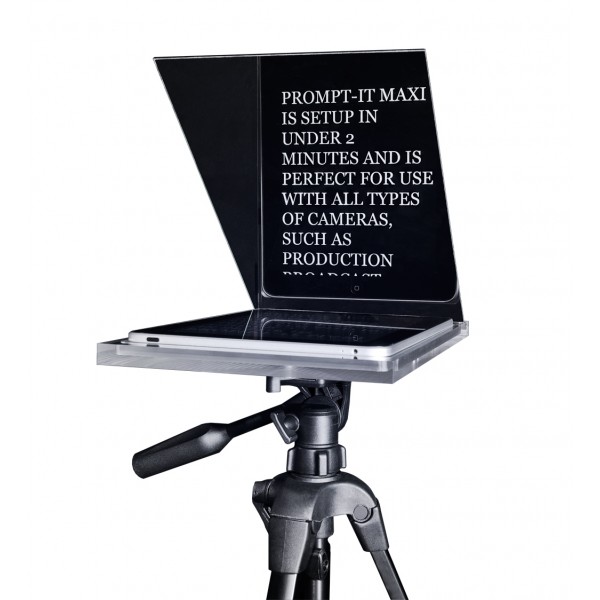 PROMPT-IT MAXI
IS SETUP IN
UNDER 2
MINUTES AND IS
PERFECT FOR USE
WITH ALL TYPES
OF CAMERAS,
SUCH AS
PRODUCTION
BROADCAST